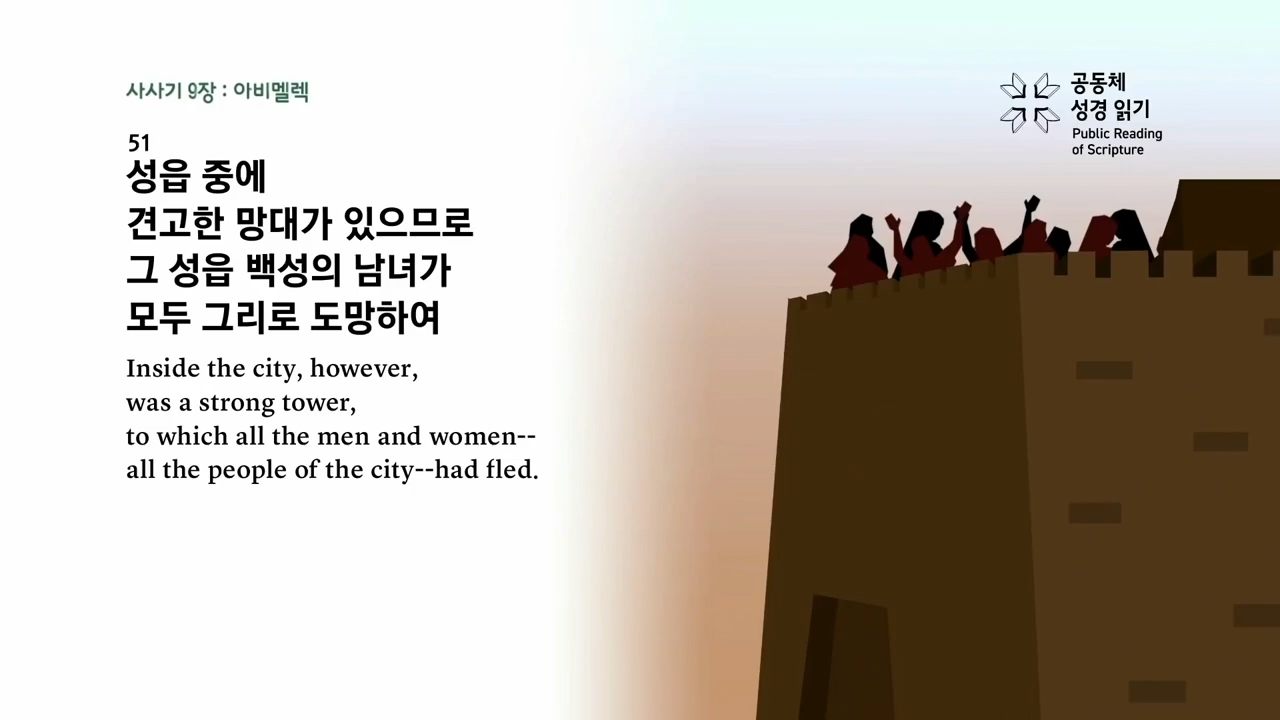 사사기 9장 : 아비멜렉
51
성읍 중에
견고한 망대가 있으므로
그 성읍 백성의 남녀가
모두 그리로 도망하여
Inside the city, however,
was a strong tower,
to which all the men and women--
all the people of the city--had fled.
공동체
성경 읽기
Public Reading
of Scripture